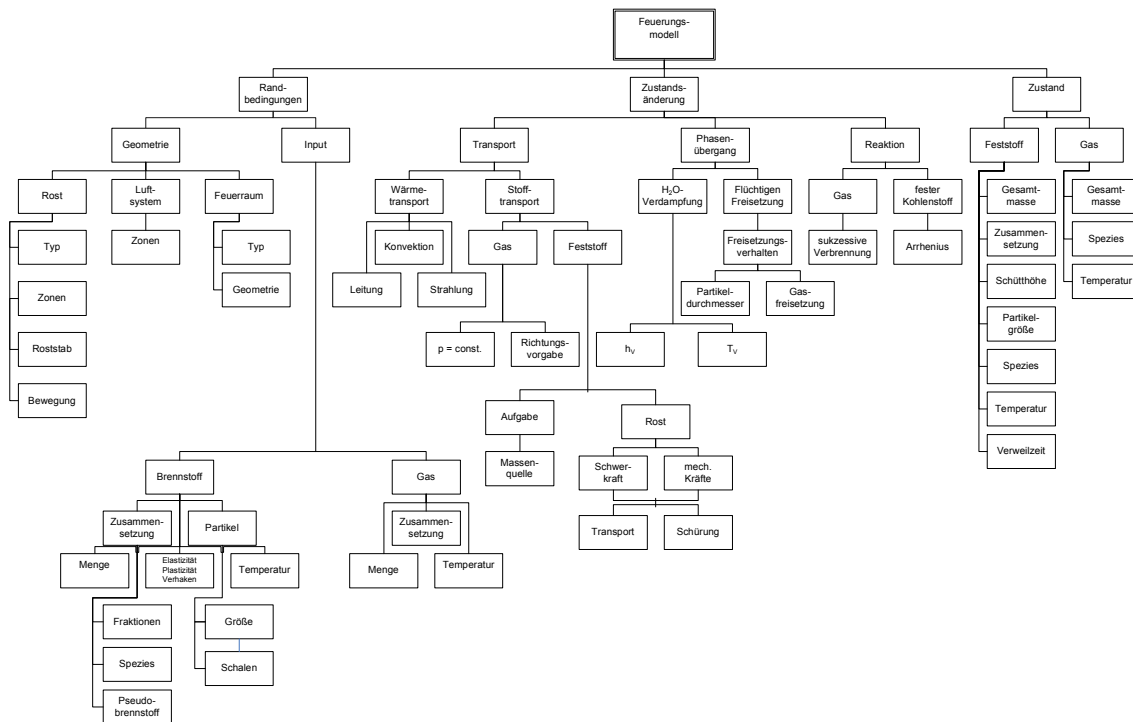 Feuerungs-
modell
Rand-
bedingungen
Zustands-
änderung
Zustand
Geometrie
Input
Transport
Phasen-
übergang
Reaktion
Feststoff
Gas
Rost
Luft-
system
Feuerraum
Wärme-
transport
Stoff-
transport
H₂O-
Verdampfung
Flüchtigen
Freisetzung
Gas
fester
Kohlenstoff
Gesamt-
masse
Gesamt-
masse
Typ
Zonen
Typ
Konvektion
Gas
Feststoff
Freisetzungs-
verhalten
sukzessive
Verbrennung
Arrhenius
Zusammen-
setzung
Spezies
Zonen
Geometrie
Leitung
Strahlung
Partikel-
durchmesser
Gas-
freisetzung
Schütthöhe
Temperatur
Roststab
p = const.
Richtungs-
vorgabe
hᵥ
Tᵥ
Partikel-
größe
Bewegung
Spezies
Aufgabe
Rost
Temperatur
Massen-
quelle
Schwer-
kraft
mech.
Kräfte
Verweilzeit
Brennstoff
Gas
Zusammen-
setzung
Partikel
Zusammen-
setzung
Transport
Schürung
Menge
Elastizität
Plastizität
Verhaken
Temperatur
Menge
Temperatur
Fraktionen
Größe
Spezies
Schalen
Pseudo-
brennstoff